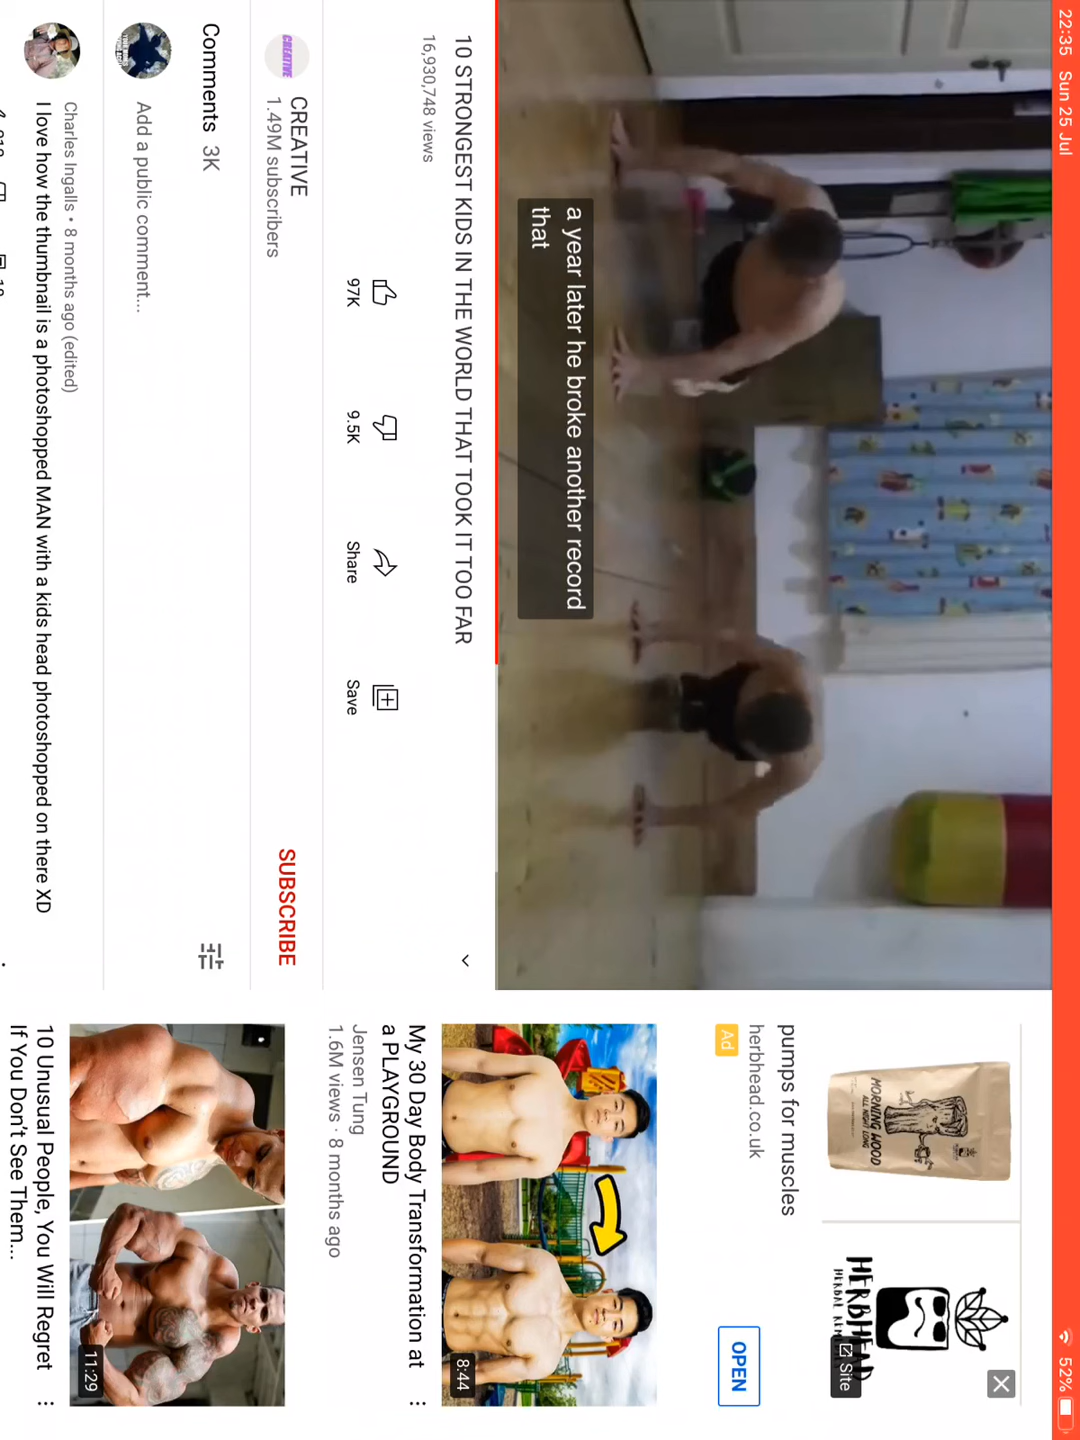 22:35 Sun 25 Jul
52%
a year later he broke another record
that
10 STRONGEST KIDS IN THE WORLD THAT TOOK IT TOO FAR
16,930,748 views
97K
9.5K
Share
Save
CREATIVE
CREATIVE
1.49M subscribers
SUBSCRIBE
Comments 3K
Add a public comment...
Charles Ingalls • 8 months ago (edited)
I love how the thumbnail is a photoshopped MAN with a kids head photoshopped on there XD
MORNING WOOD
ALL NIGHT LONG
HERBHEAD
Site
pumps for muscles
herbhead.co.uk
Ad
OPEN
8:44
My 30 Day Body Transformation at
a PLAYGROUND
Jensen Tung
1.6M views · 8 months ago
11:29
10 Unusual People, You Will Regret
If You Don't See Them...